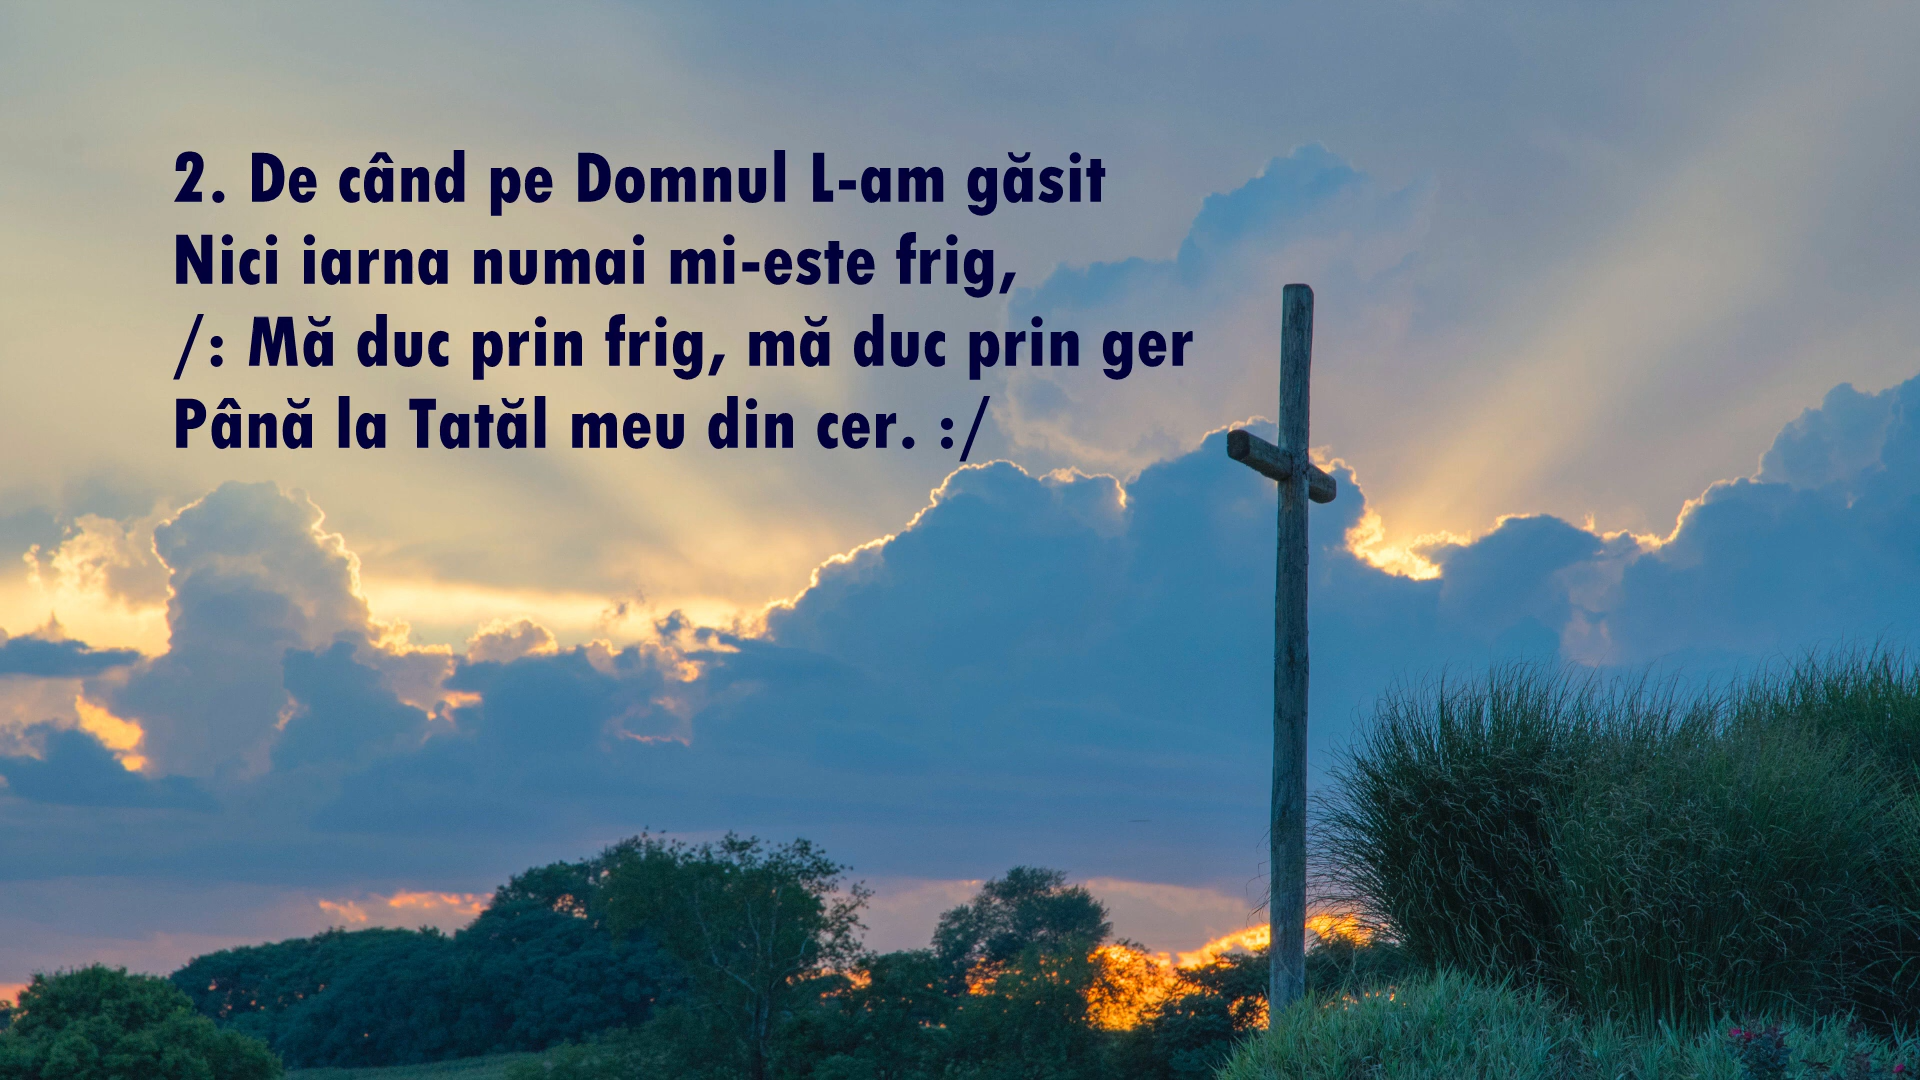 2. De când pe Domnul L-am găsit
Nici iarna numai mi-este frig,
/: Mă duc prin frig, mă duc prin ger
Până la Tatăl meu din cer. :/